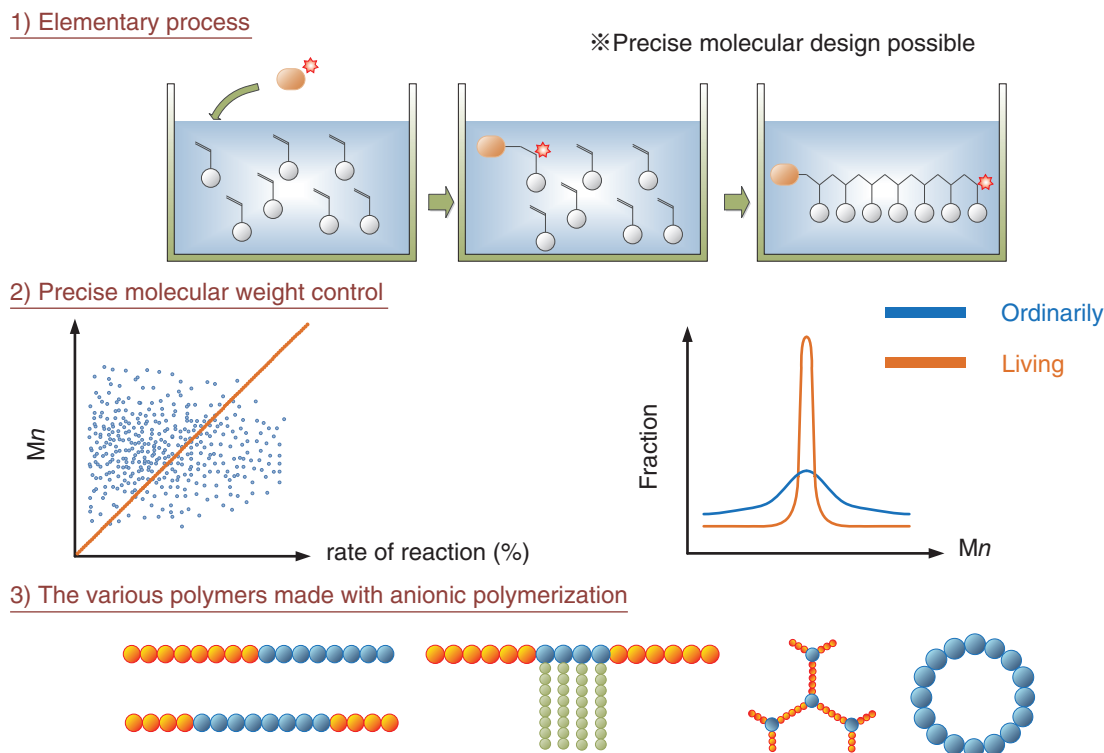 1) Elementary process
※Precise molecular design possible
2) Precise molecular weight control
Mn
rate of reaction (%)
Ordinarily
Living
Fraction
Mn
3) The various polymers made with anionic polymerization